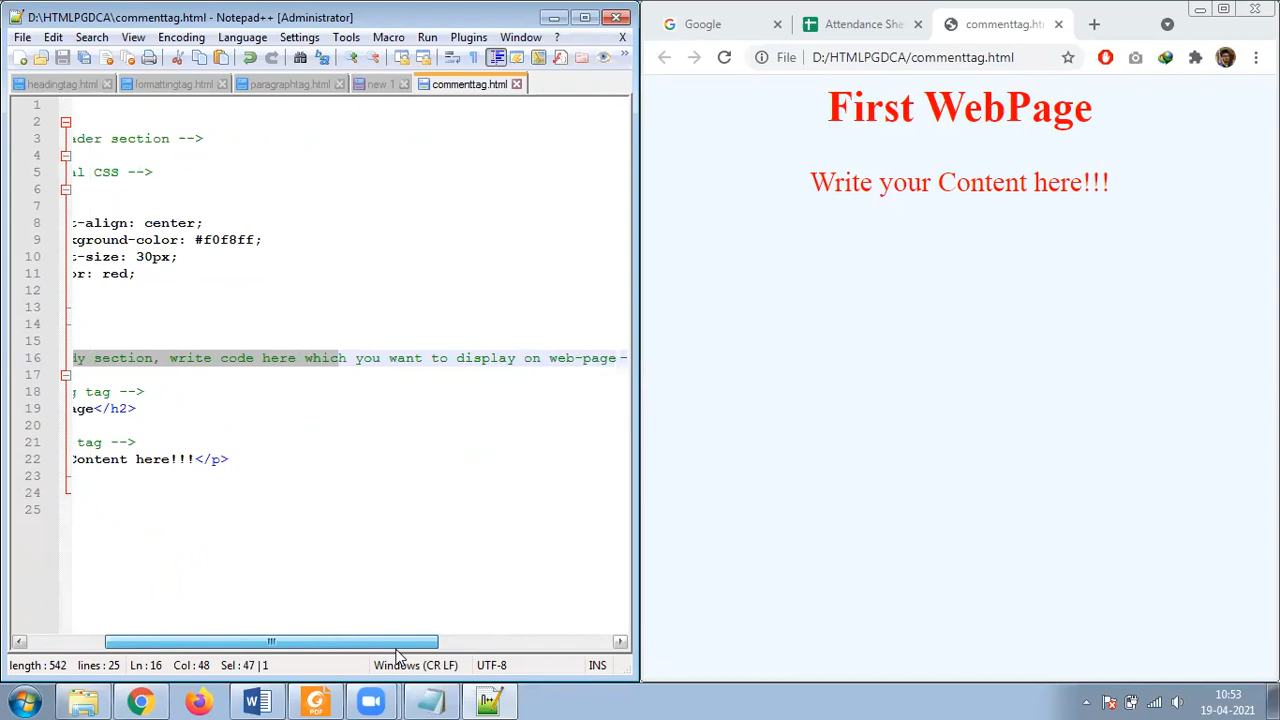 D:\HTMLPGDCA\commenttag.html - Notepad++ [Administrator]
File Edit Search View Encoding Language Settings Tools Macro Run Plugins Window ? X
headingtag.html formattingtag.html paragraphtag.html new 1 commenttag.html
1
2
3 ader section -->
4
5 al CSS -->
6
7
8 t-align: center;
9 kground-color: #f0f8ff;
10 t-size: 30px;
11 or: red;
12
13
14
15
16 dy section, write code here which you want to display on web-page -
17
18 g tag -->
19 age</h2>
20
21 tag -->
22 Content here!!!</p>
23
24
25
length : 542 lines : 25 Ln : 16 Col : 48 Sel : 47 | 1 Windows (CR LF) UTF-8 INS
Google Attendance She commenttag.ht
File D:/HTMLPGDCA/commenttag.html
First WebPage
Write your Content here!!!
PDF
10:53
19-04-2021